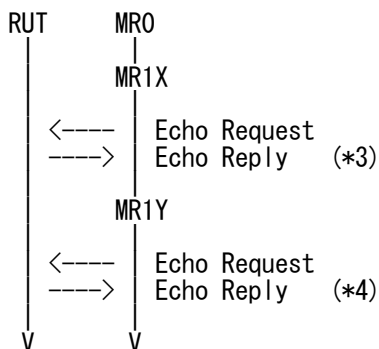 RUT MR0
| |
| MR1X
| |
| <---- | Echo Request
| ----> | Echo Reply (*3)
| |
| MR1Y
| |
| <---- | Echo Request
| ----> | Echo Reply (*4)
| |
V V